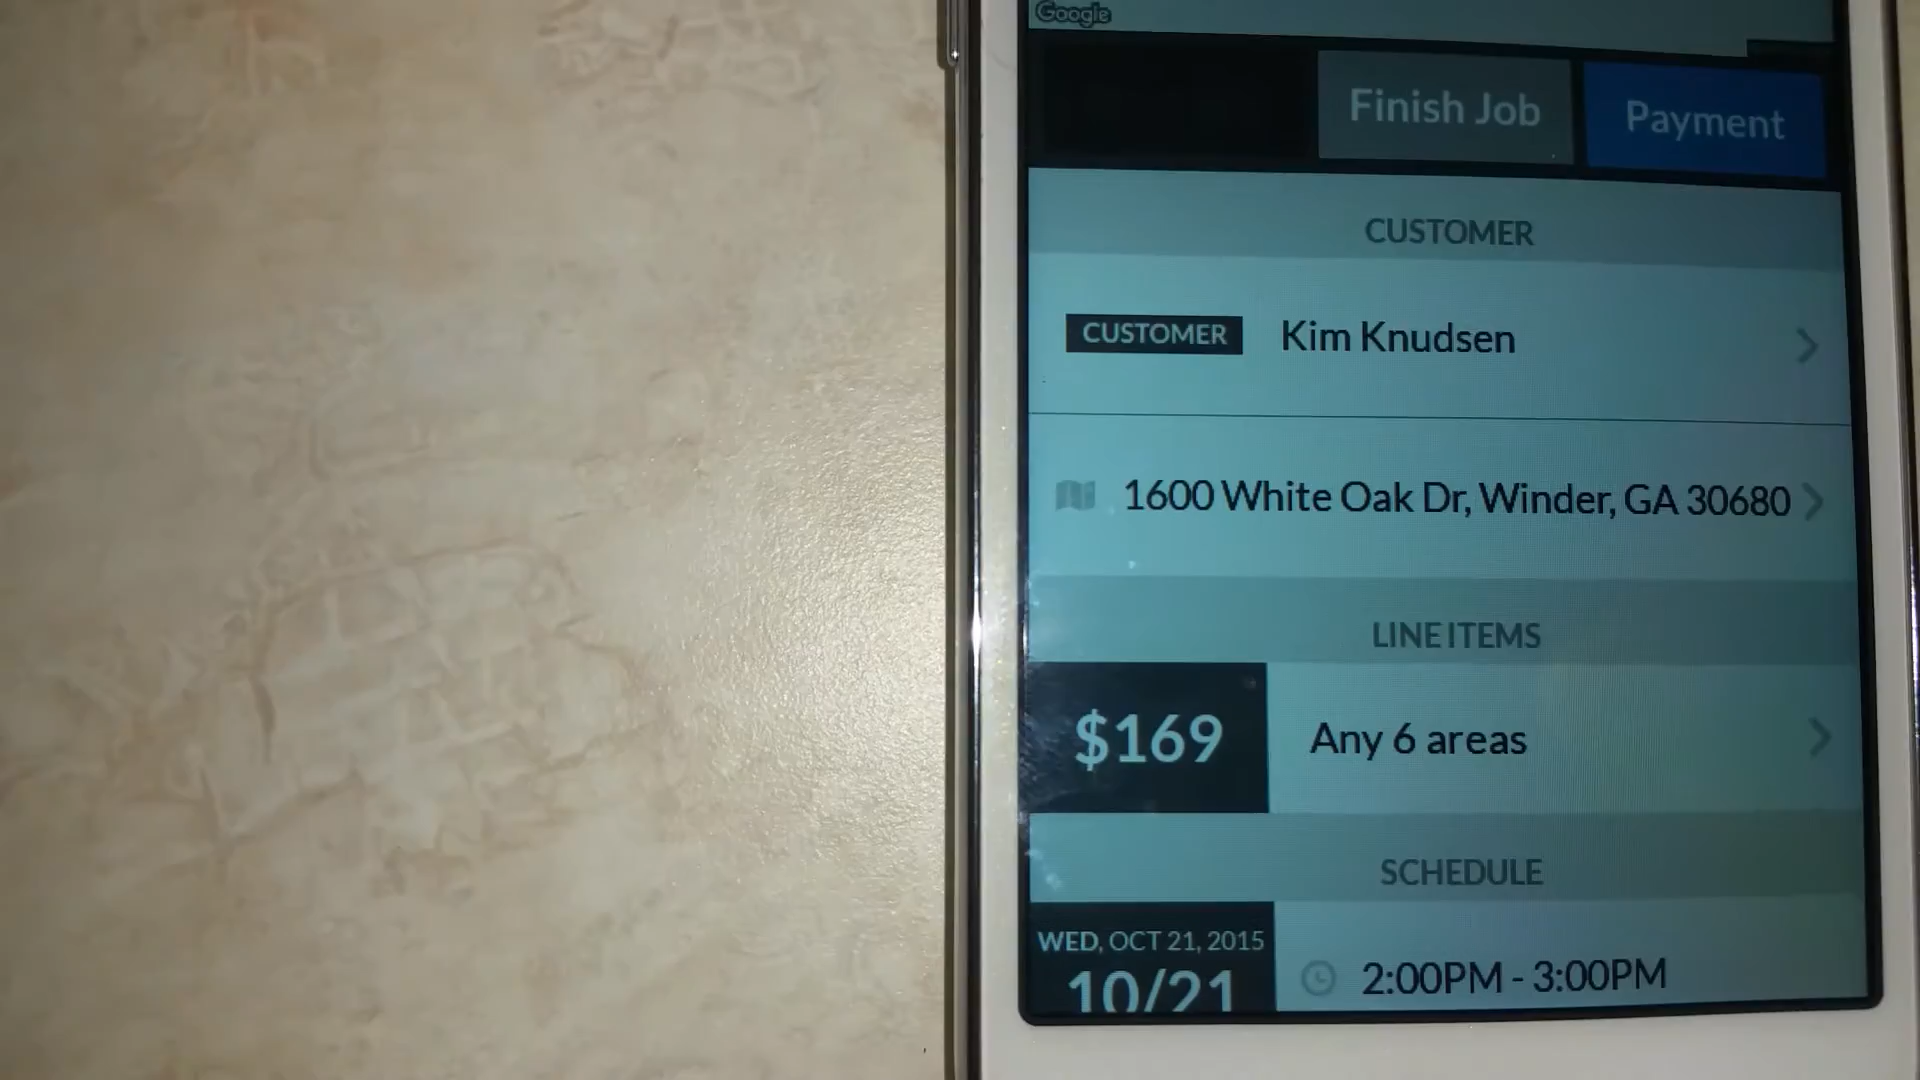 Google
Finish Job
Payment
CUSTOMER
CUSTOMER Kim Knudsen
1600 White Oak Dr, Winder, GA 30680
LINE ITEMS
$169 Any 6 areas
SCHEDULE
WED, OCT 21, 2015
10/21
2:00PM - 3:00PM